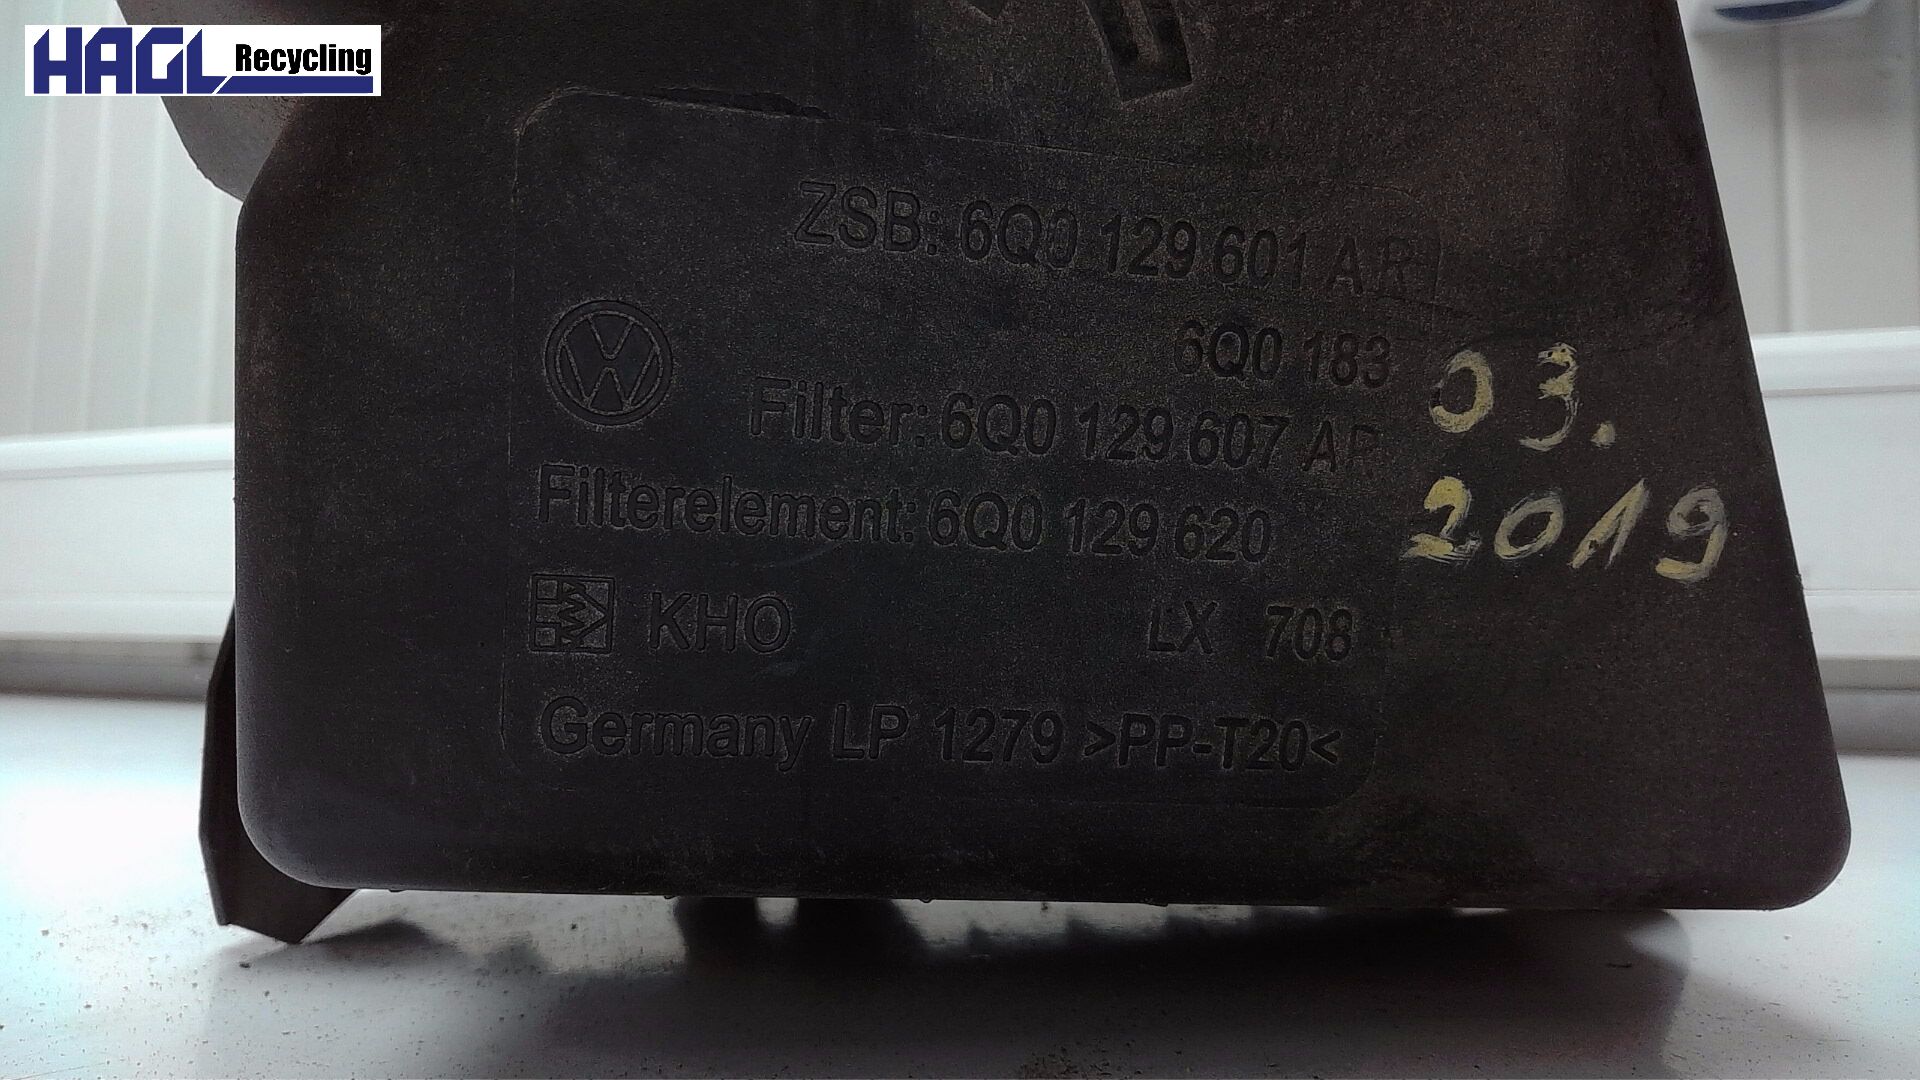 HAGL Recycling
ZSB: 6Q0 129 601 AR
6Q0 183
Filter: 6Q0 129 607 AR
Filterelement: 6Q0 129 620
KHO LX 708
Germany LP 1279 >PP-T20<
03.
2019